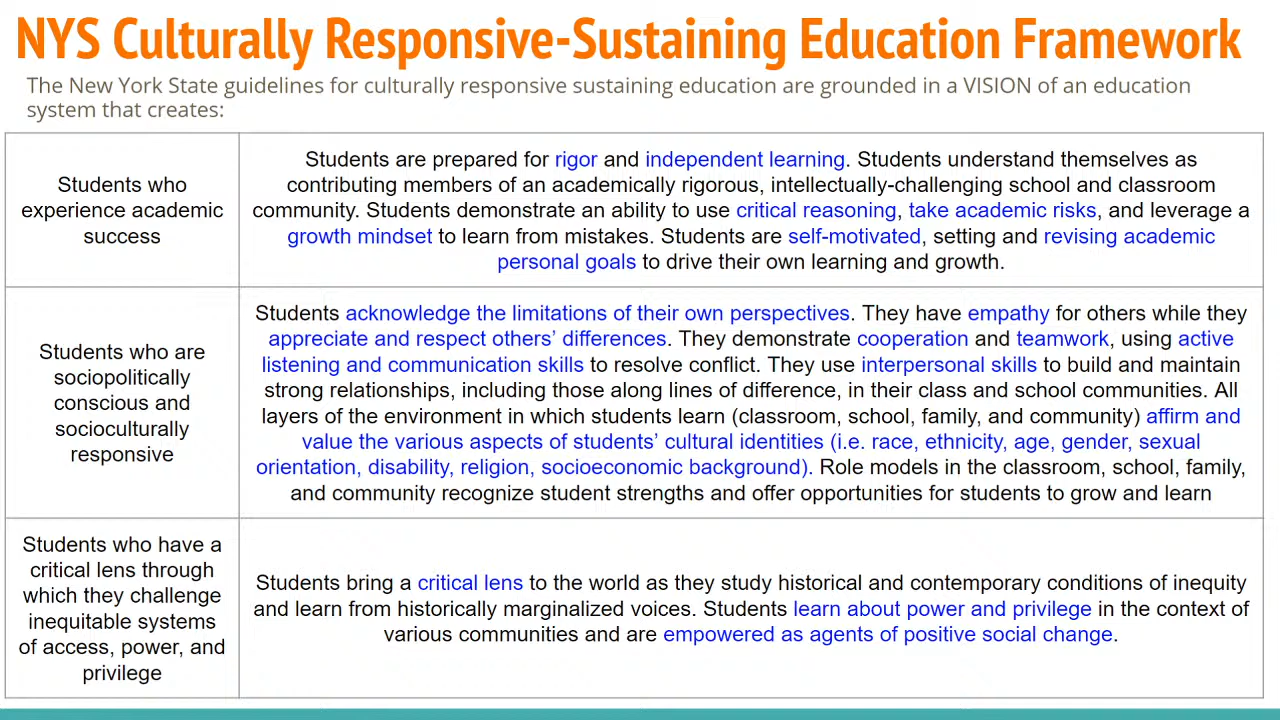 NYS Culturally Responsive-Sustaining Education Framework
The New York State guidelines for culturally responsive sustaining education are grounded in a VISION of an education
system that creates:
Students who
experience academic
success
Students are prepared for rigor and independent learning. Students understand themselves as
contributing members of an academically rigorous, intellectually-challenging school and classroom
community. Students demonstrate an ability to use critical reasoning, take academic risks, and leverage a
growth mindset to learn from mistakes. Students are self-motivated, setting and revising academic
personal goals to drive their own learning and growth.
Students who are
sociopolitically
conscious and
socioculturally
responsive
Students acknowledge the limitations of their own perspectives. They have empathy for others while they
appreciate and respect others’ differences. They demonstrate cooperation and teamwork, using active
listening and communication skills to resolve conflict. They use interpersonal skills to build and maintain
strong relationships, including those along lines of difference, in their class and school communities. All
layers of the environment in which students learn (classroom, school, family, and community) affirm and
value the various aspects of students’ cultural identities (i.e. race, ethnicity, age, gender, sexual
orientation, disability, religion, socioeconomic background). Role models in the classroom, school, family,
and community recognize student strengths and offer opportunities for students to grow and learn
Students who have a
critical lens through
which they challenge
inequitable systems
of access, power, and
privilege
Students bring a critical lens to the world as they study historical and contemporary conditions of inequity
and learn from historically marginalized voices. Students learn about power and privilege in the context of
various communities and are empowered as agents of positive social change.